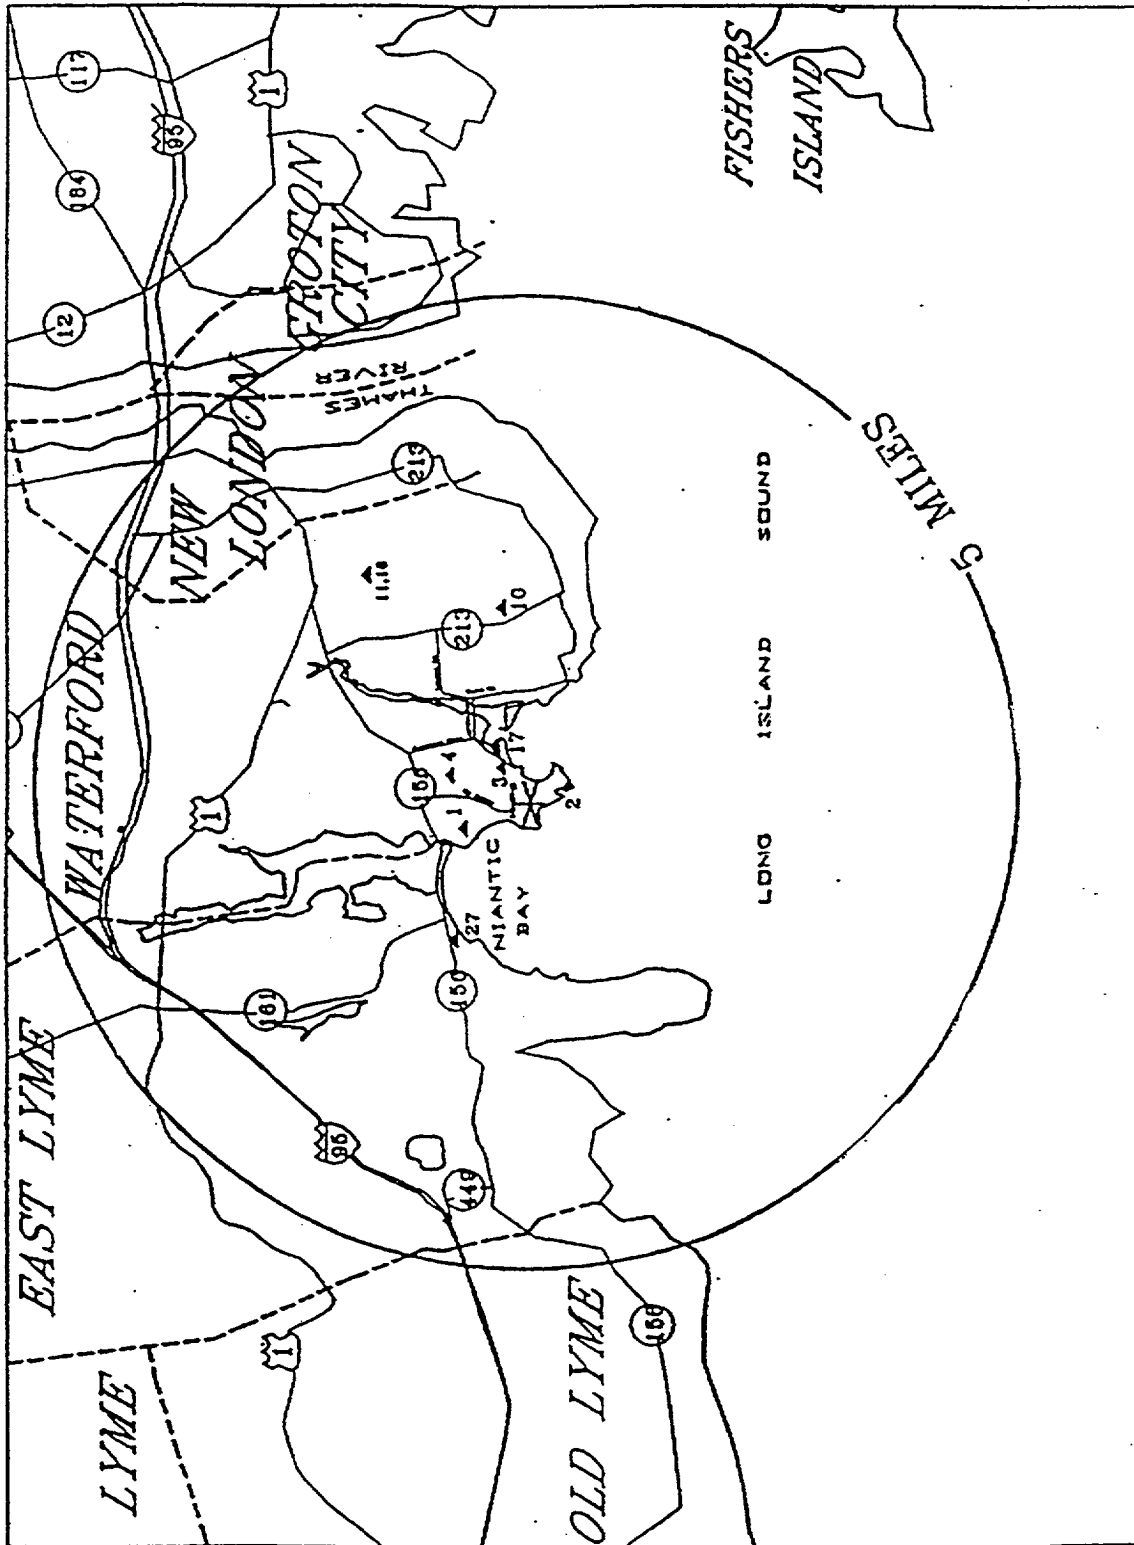 EAST LYME
LYME
OLD LYME
WATERFORD
NEW
LONDON
GROTON
CITY
FISHERS
ISLAND
THAMES
RIVER
NIANTIC
BAY
LONG ISLAND SOUND
5 MILES
117
184
12
95
1
213
213
1
161
95
449
1
156
11,16
10
4
1
3
17
2
27